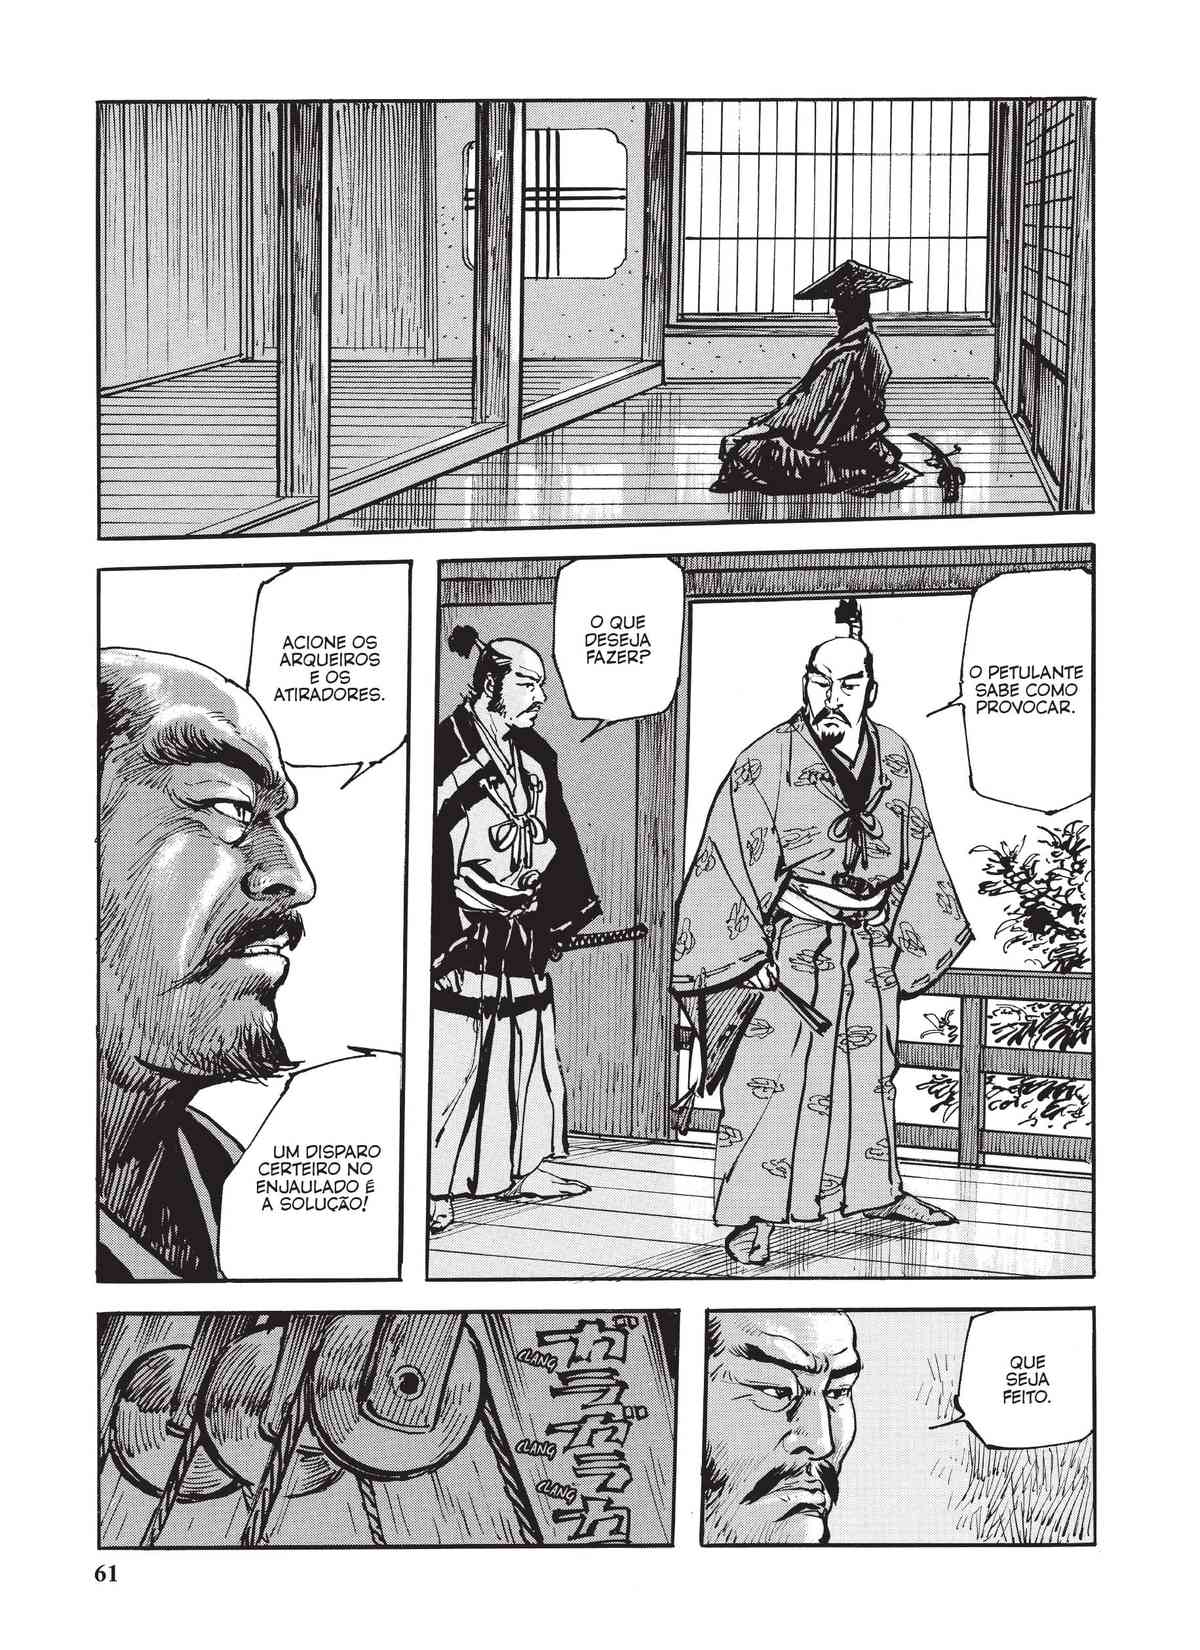 O PETULANTE
SABE COMO
PROVOCAR.
O QUE
DESEJA
FAZER?
ACIONE OS
ARQUEIROS
E OS
ATIRADORES.
UM DISPARO
CERTEIRO NO
ENJAULADO É
A SOLUÇÃO!
QUE
SEJA
FEITO.
ガラガラガ
CLANG
CLANG
CLANG
61